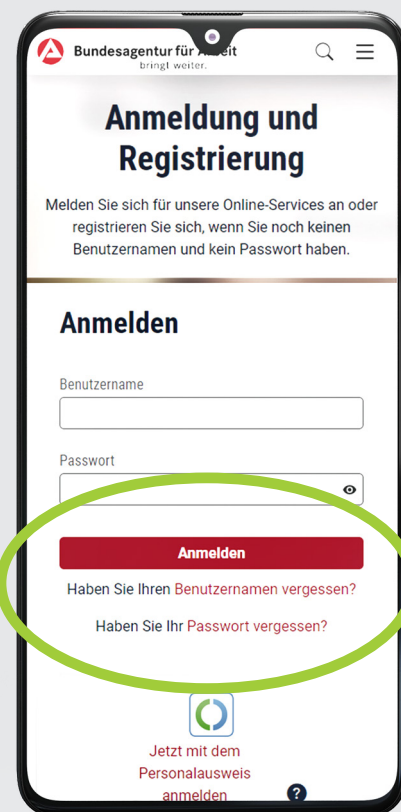 Bundesagentur für Arbeit
bringt weiter.
Anmeldung und
Registrierung
Melden Sie sich für unsere Online-Services an oder
registrieren Sie sich, wenn Sie noch keinen
Benutzernamen und kein Passwort haben.
Anmelden
Benutzername
Passwort
Anmelden
Haben Sie Ihren Benutzernamen vergessen?
Haben Sie Ihr Passwort vergessen?
Jetzt mit dem
Personalausweis
anmelden
?